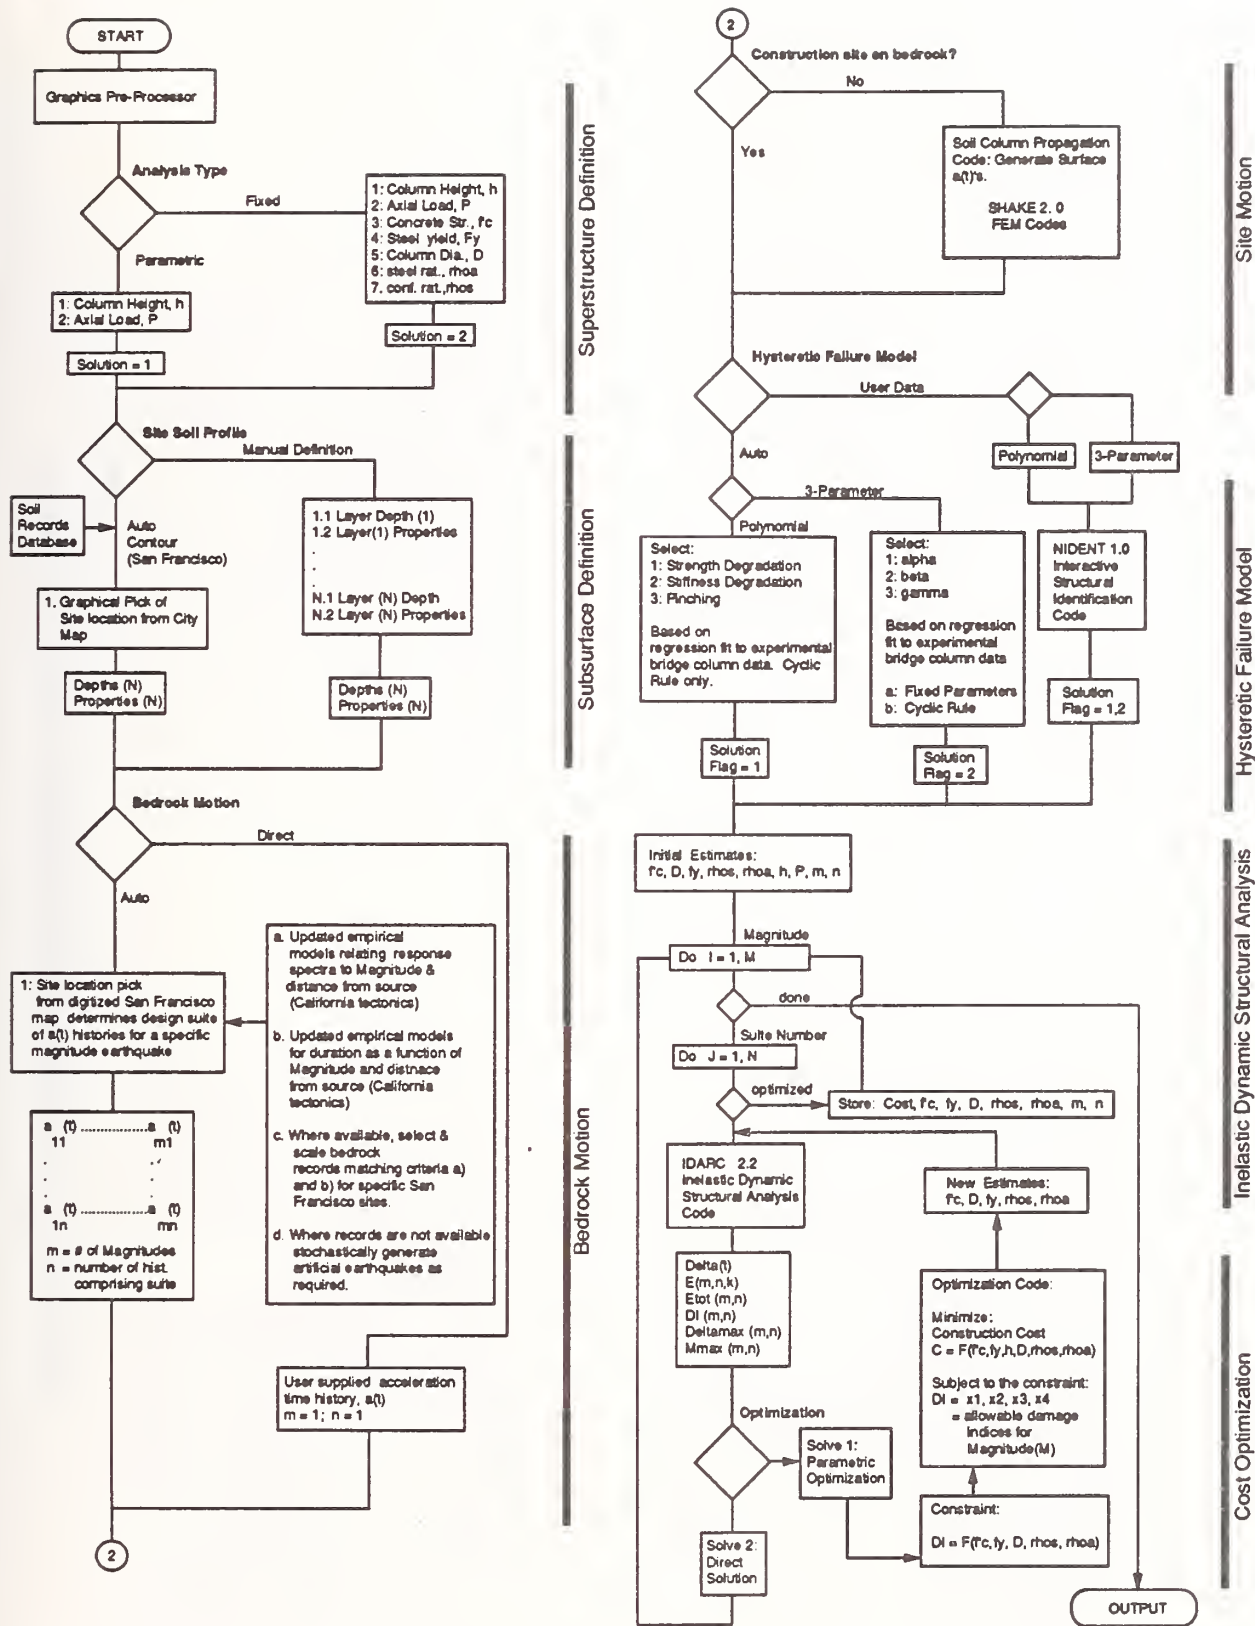 START
Graphics Pre-Processor
Analysis Type
Fixed
1: Column Height, h
2: Axial Load, P
3: Concrete Str., f'c
4: Steel yield, Fy
5: Column Dia., D
6: steel rat., rhoa
7. conf. rat.,rhos
Parametric
1: Column Height, h
2: Axial Load, P
Solution = 1
Solution = 2
Superstructure Definition
Site Soil Profile
Manual Definition
Soil
Records
Database
Auto
Contour
(San Francisco)
1.1 Layer Depth (1)
1.2 Layer(1) Properties
.
.
.
N.1 Layer (N) Depth
N.2 Layer (N) Properties
1. Graphical Pick of
Site location from City
Map
Depths (N)
Properties (N)
Depths (N)
Properties (N)
Subsurface Definition
Bedrock Motion
Direct
Auto
1: Site location pick
from digitized San Francisco
map determines design suite
of a(t) histories for a specific
magnitude earthquake
a. Updated empirical
models relating response
spectra to Magnitude &
distance from source
(California tectonics)
b. Updated empirical models
for duration as a function of
Magnitude and distnace
from source (California
tectonics)
c. Where available, select &
scale bedrock
records matching criteria a)
and b) for specific San
Francisco sites.
d. Where records are not available
stochastically generate
artificial earthquakes as
required.
a (t) ............... a (t)
11 m1
. .
. .
. .
a (t) ............... a (t)
1n mn
m = # of Magnitudes
n = number of hist.
comprising suite
User supplied acceleration
time history, a(t)
m = 1; n = 1
2
Bedrock Motion
2
Construction site on bedrock?
No
Yes
Soil Column Propagation
Code: Generate Surface
a(t)'s.
SHAKE 2. 0
FEM Codes
Site Motion
Hysteretic Failure Model
User Data
Auto
Polynomial
3-Parameter
3-Parameter
Polynomial
Select:
1: Strength Degradation
2: Stiffness Degradation
3: Pinching
Based on
regression fit to experimental
bridge column data. Cyclic
Rule only.
Select:
1: alpha
2: beta
3: gamma
Based on regression
fit to experimental
bridge column data
a: Fixed Parameters
b: Cyclic Rule
NIDENT 1.0
Interactive
Structural
Identification
Code
Solution
Flag = 1,2
Solution
Flag = 1
Solution
Flag = 2
Hysteretic Failure Model
Initial Estimates:
f'c, D, fy, rhos, rhoa, h, P, m, n
Magnitude
Do I = 1, M
done
Suite Number
Do J = 1, N
optimized
Store: Cost, f'c, fy, D, rhos, rhoa, m, n
IDARC 2.2
Inelastic Dynamic
Structural Analysis
Code
New Estimates:
f'c, D, fy, rhos, rhoa
Inelastic Dynamic Structural Analysis
Delta(t)
E(m,n,k)
Etot (m,n)
DI (m,n)
Deltamax (m,n)
Mmax (m,n)
Optimization Code:
Minimize:
Construction Cost
C = F(f'c,fy,h,D,rhos,rhoa)
Subject to the constraint:
DI = x1, x2, x3, x4
= allowable damage
indices for
Magnitude(M)
Optimization
Solve 1:
Parametric
Optimization
Constraint:
DI = F(f'c, fy, D, rhos, rhoa)
Solve 2:
Direct
Solution
OUTPUT
Cost Optimization